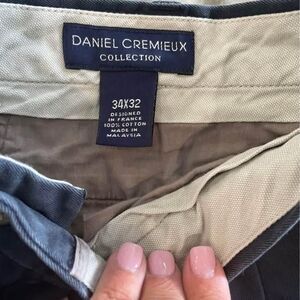 DANIEL CREMIEUX
COLLECTION
34X32
DESIGNED
IN FRANCE
100% COTTON
MADE IN
MALAYSIA